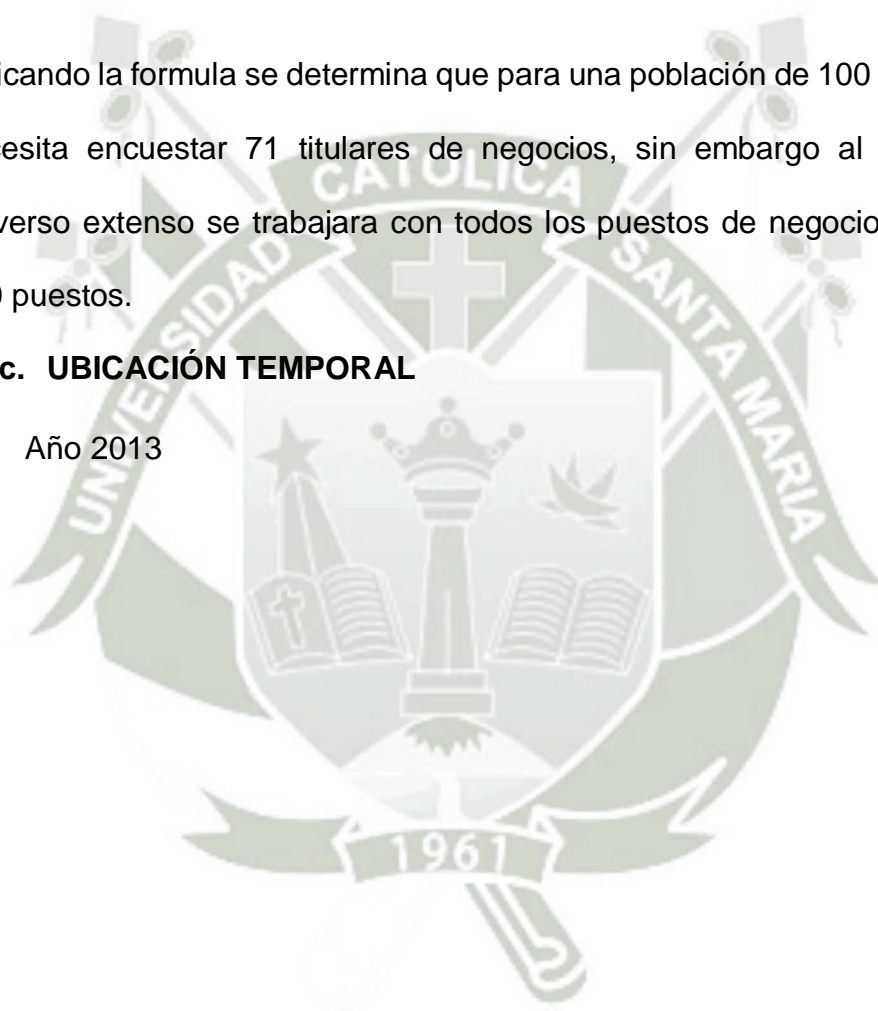 icando la formula se determina que para una población de 100
esita encuestar 71 titulares de negocios, sin embargo al
verso extenso se trabajara con todos los puestos de negocio
0 puestos.
c. UBICACIÓN TEMPORAL
Año 2013
UNIVERSIDAD CATOLICA SANTA MARIA
1961